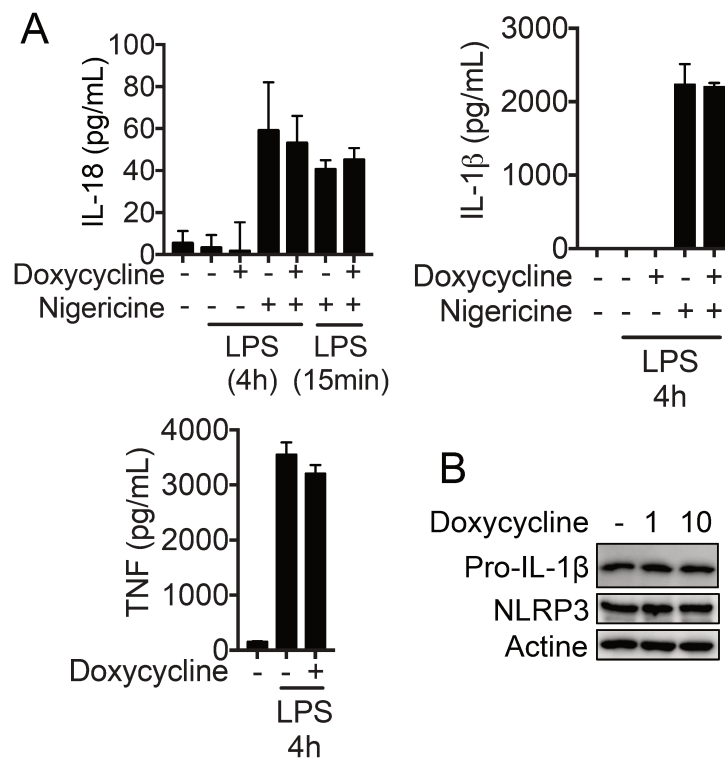 A
IL-18 (pg/mL)
100
80
60
40
20
0
Doxycycline - - + - + - +
Nigericine - - - + + + +
LPS LPS
(4h) (15min)
IL-1β (pg/mL)
3000
2000
1000
0
Doxycycline - - + - +
Nigericine - - - + +
LPS
4h
TNF (pg/mL)
4000
3000
2000
1000
0
Doxycycline - - +
LPS
4h
B
Doxycycline - 1 10
Pro-IL-1β
NLRP3
Actine